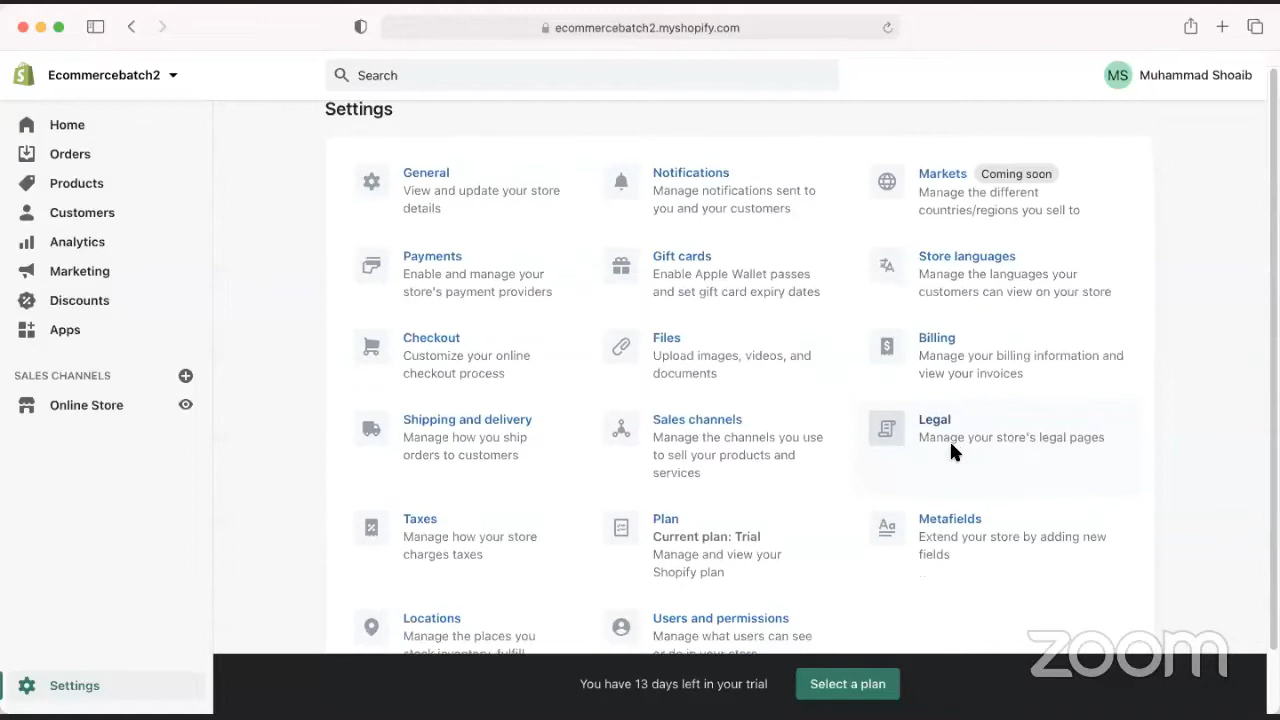 ecommercebatch2.myshopify.com
Ecommercebatch2
Search
MS Muhammad Shoaib
Settings
Home
Orders
Products
Customers
Analytics
Marketing
Discounts
Apps
SALES CHANNELS
Online Store
Settings
General
View and update your store
details
Notifications
Manage notifications sent to
you and your customers
Markets Coming soon
Manage the different
countries/regions you sell to
Payments
Enable and manage your
store's payment providers
Gift cards
Enable Apple Wallet passes
and set gift card expiry dates
Store languages
Manage the languages your
customers can view on your store
Checkout
Customize your online
checkout process
Files
Upload images, videos, and
documents
Billing
Manage your billing information and
view your invoices
Shipping and delivery
Manage how you ship
orders to customers
Sales channels
Manage the channels you use
to sell your products and
services
Legal
Manage your store's legal pages
Taxes
Manage how your store
charges taxes
Plan
Current plan: Trial
Manage and view your
Shopify plan
Metafields
Extend your store by adding new
fields
Locations
Manage the places you
stock inventory, fulfill
Users and permissions
Manage what users can see
or do in your store
You have 13 days left in your trial
Select a plan
zoom